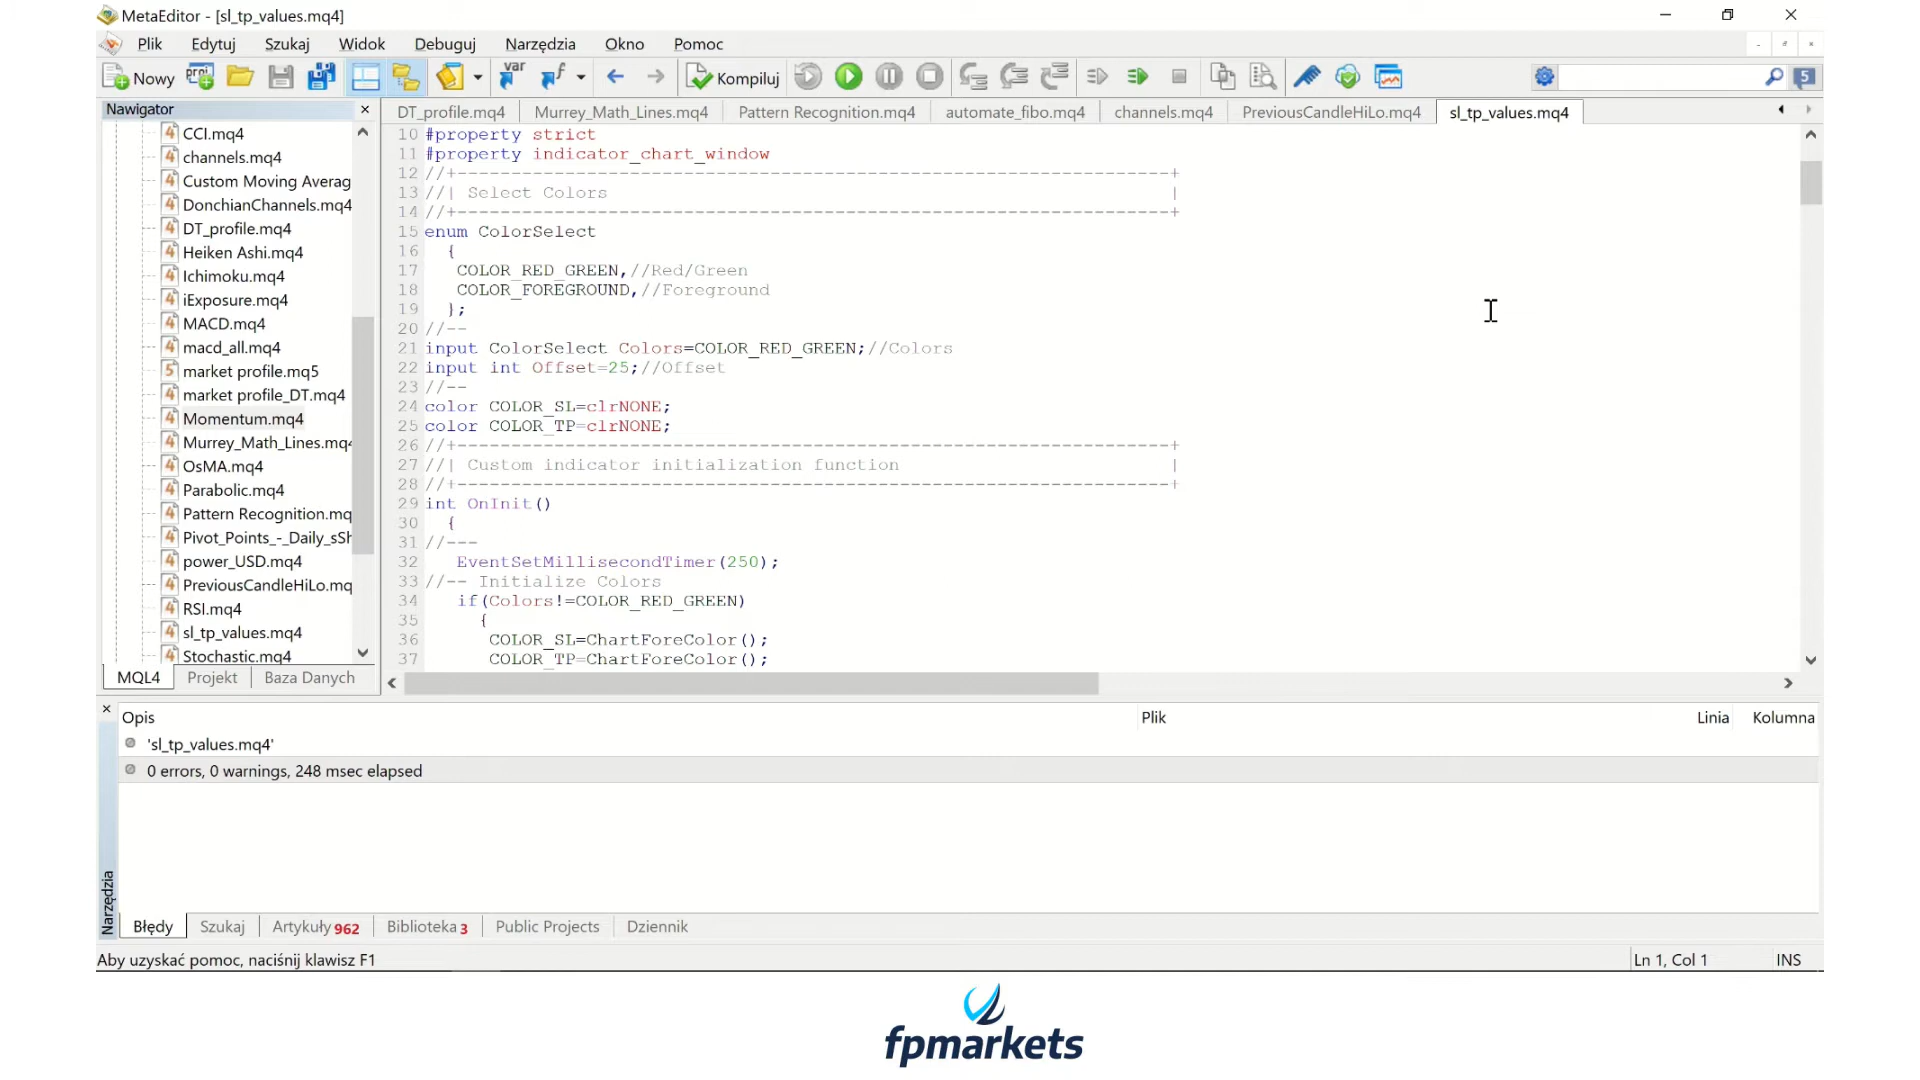 MetaEditor - [sl_tp_values.mq4]
Plik Edytuj Szukaj Widok Debuguj Narzędzia Okno Pomoc
Nowy proj var f Kompiluj 5
Navigator
CCI.mq4
channels.mq4
Custom Moving Averag
DonchianChannels.mq4
DT_profile.mq4
Heiken Ashi.mq4
Ichimoku.mq4
iExposure.mq4
MACD.mq4
macd_all.mq4
market profile.mq5
market profile_DT.mq4
Momentum.mq4
Murrey_Math_Lines.mq4
OsMA.mq4
Parabolic.mq4
Pattern Recognition.mq
Pivot_Points_-_Daily_sSh
power_USD.mq4
PreviousCandleHiLo.mq
RSI.mq4
sl_tp_values.mq4
Stochastic.mq4
MQL4 Projekt Baza Danych
DT_profile.mq4 Murrey_Math_Lines.mq4 Pattern Recognition.mq4 automate_fibo.mq4 channels.mq4 PreviousCandleHiLo.mq4 sl_tp_values.mq4
10 #property strict
11 #property indicator_chart_window
12 //+------------------------------------------------------------------+
13 //| Select Colors |
14 //+------------------------------------------------------------------+
15 enum ColorSelect
16 {
17 COLOR_RED_GREEN,//Red/Green
18 COLOR_FOREGROUND,//Foreground
19 };
20 //--
21 input ColorSelect Colors=COLOR_RED_GREEN;//Colors
22 input int Offset=25;//Offset
23 //--
24 color COLOR_SL=clrNONE;
25 color COLOR_TP=clrNONE;
26 //+------------------------------------------------------------------+
27 //| Custom indicator initialization function |
28 //+------------------------------------------------------------------+
29 int OnInit()
30 {
31 //---
32 EventSetMillisecondTimer(250);
33 //-- Initialize Colors
34 if(Colors!=COLOR_RED_GREEN)
35 {
36 COLOR_SL=ChartForeColor();
37 COLOR_TP=ChartForeColor();
Opis Plik Linia Kolumna
'sl_tp_values.mq4'
0 errors, 0 warnings, 248 msec elapsed
Narzędzia
Błędy Szukaj Artykuły 962 Biblioteka 3 Public Projects Dziennik
Aby uzyskać pomoc, naciśnij klawisz F1 Ln 1, Col 1 INS
fpmarkets